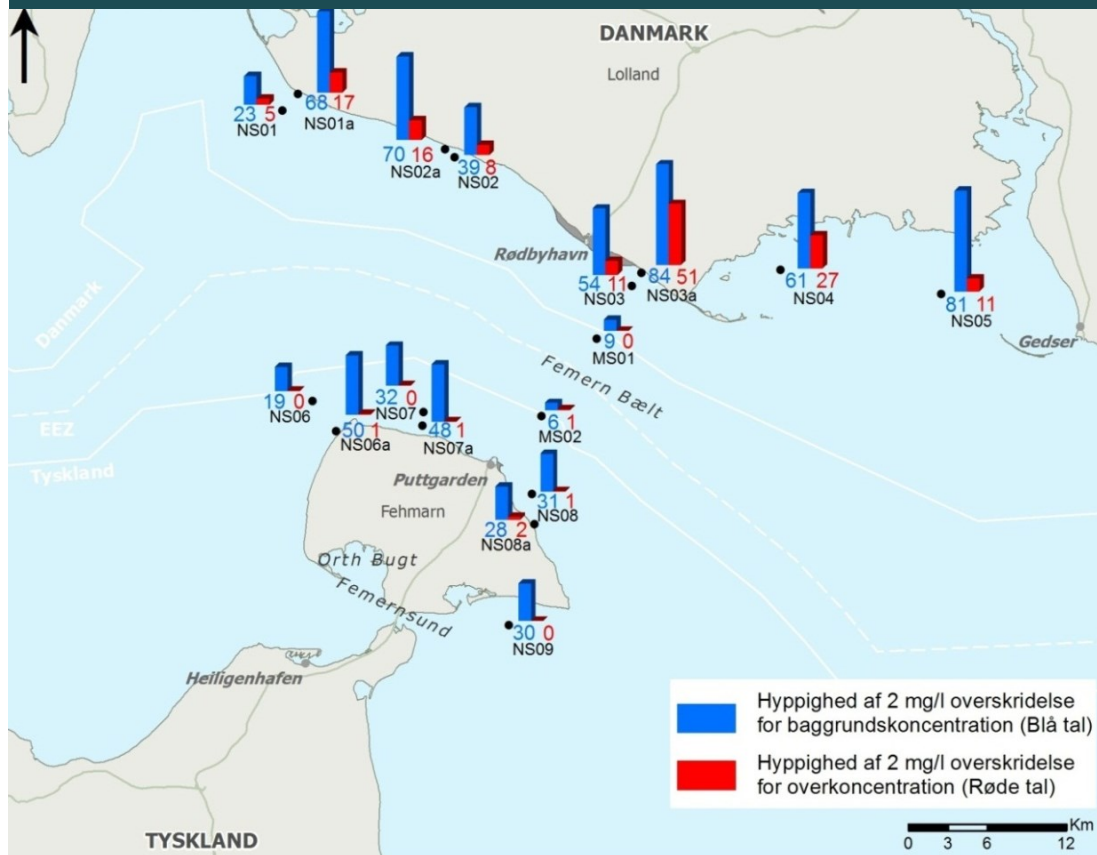 DANMARK
Lolland
68 17
NS01a
23 5
NS01
70 16
NS02a
39 8
NS02
Rødbyhavn
54 11
NS03
84 51
NS03a
61 27
NS04
81 11
NS05
Gedser
Danmark
9 0
MS01
Femern Bælt
19 0
NS06
50 1
NS06a
32 0
NS07
48 1
NS07a
6 1
MS02
EEZ
Tyskland
Puttgarden
Fehmarn
31 1
NS08
28 2
NS08a
Orth Bugt
Femernsund
30 0
NS09
Heiligenhafen
TYSKLAND
Hyppighed af 2 mg/l overskridelse
for baggrundskoncentration (Blå tal)
Hyppighed af 2 mg/l overskridelse
for overkoncentration (Røde tal)
Km
0 3 6 12